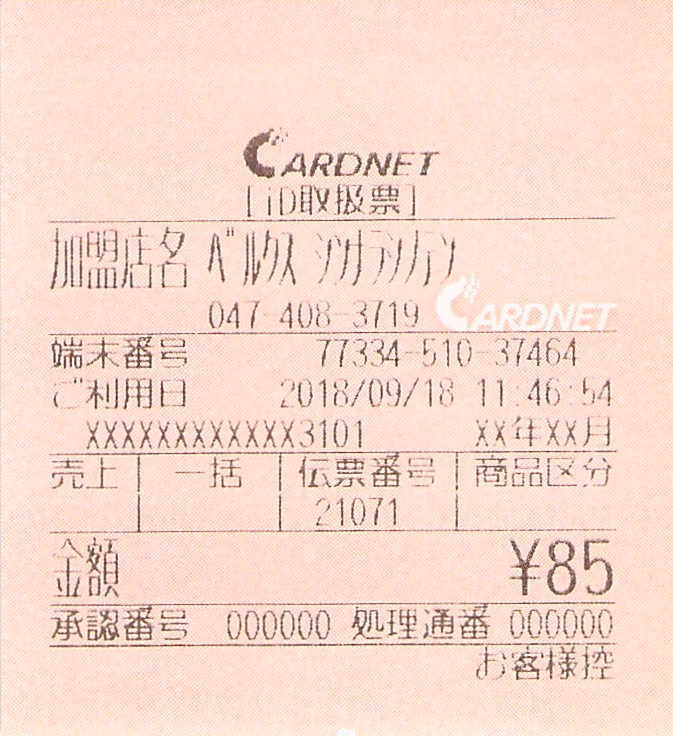 CARDNET
[iD取扱票]
加盟店名 ベルクス シンナラシノテン
047-408-3719 CARDNET
端末番号 77334-510-37464
ご利用日 2018/09/18 11:46:54
XXXXXXXXXXXX3101 XX年XX月
売上 一括 伝票番号 商品区分
21071
金額 ¥85
承認番号 000000 処理通番 000000
お客様控